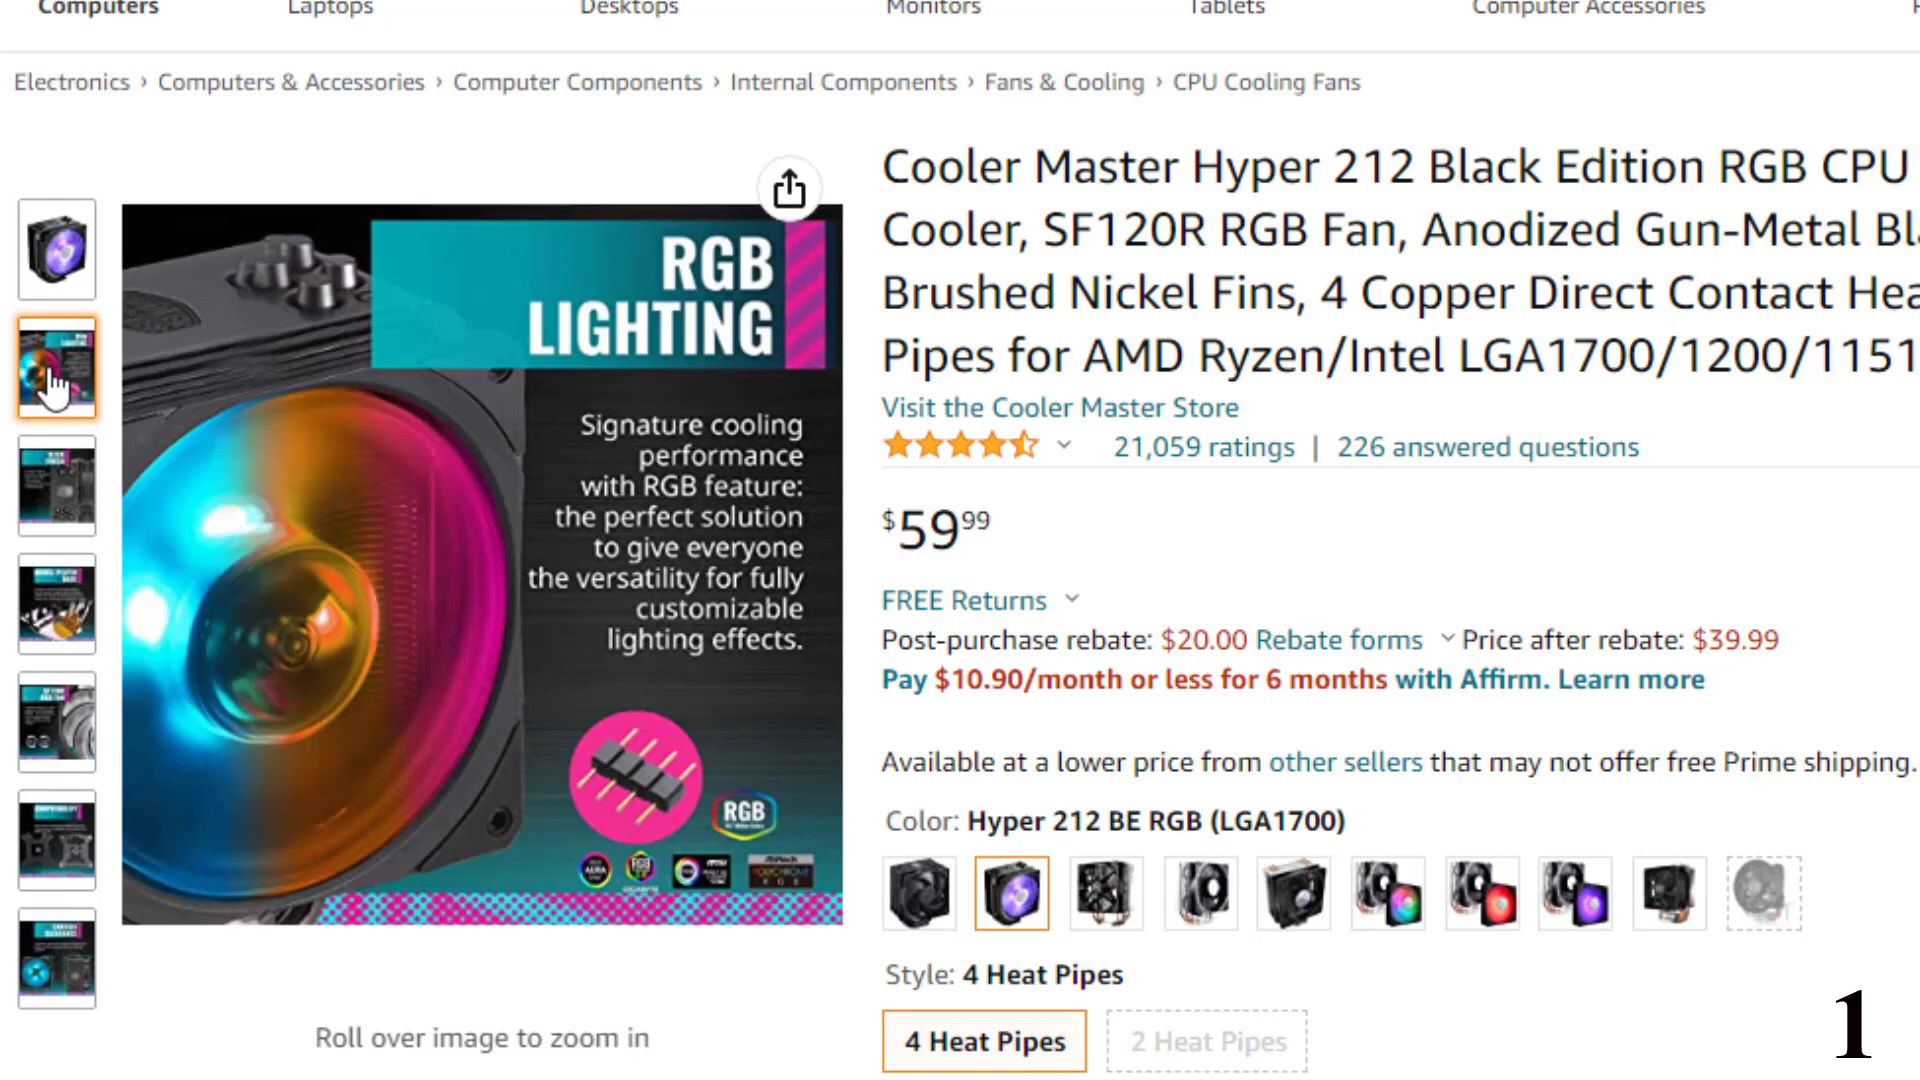 Computers Laptops Desktops Monitors Tablets Computer Accessories
Electronics › Computers & Accessories › Computer Components › Internal Components › Fans & Cooling › CPU Cooling Fans
Cooler Master Hyper 212 Black Edition RGB CPU
Cooler, SF120R RGB Fan, Anodized Gun-Metal Bla
Brushed Nickel Fins, 4 Copper Direct Contact Hea
Pipes for AMD Ryzen/Intel LGA1700/1200/1151
Visit the Cooler Master Store
21,059 ratings | 226 answered questions
$59.99
FREE Returns
Post-purchase rebate: $20.00 Rebate forms Price after rebate: $39.99
Pay $10.90/month or less for 6 months with Affirm. Learn more
Available at a lower price from other sellers that may not offer free Prime shipping.
Color: Hyper 212 BE RGB (LGA1700)
Style: 4 Heat Pipes
4 Heat Pipes 2 Heat Pipes
RGB
LIGHTING
Signature cooling
performance
with RGB feature:
the perfect solution
to give everyone
the versatility for fully
customizable
lighting effects.
RGB
AURA
Roll over image to zoom in
1